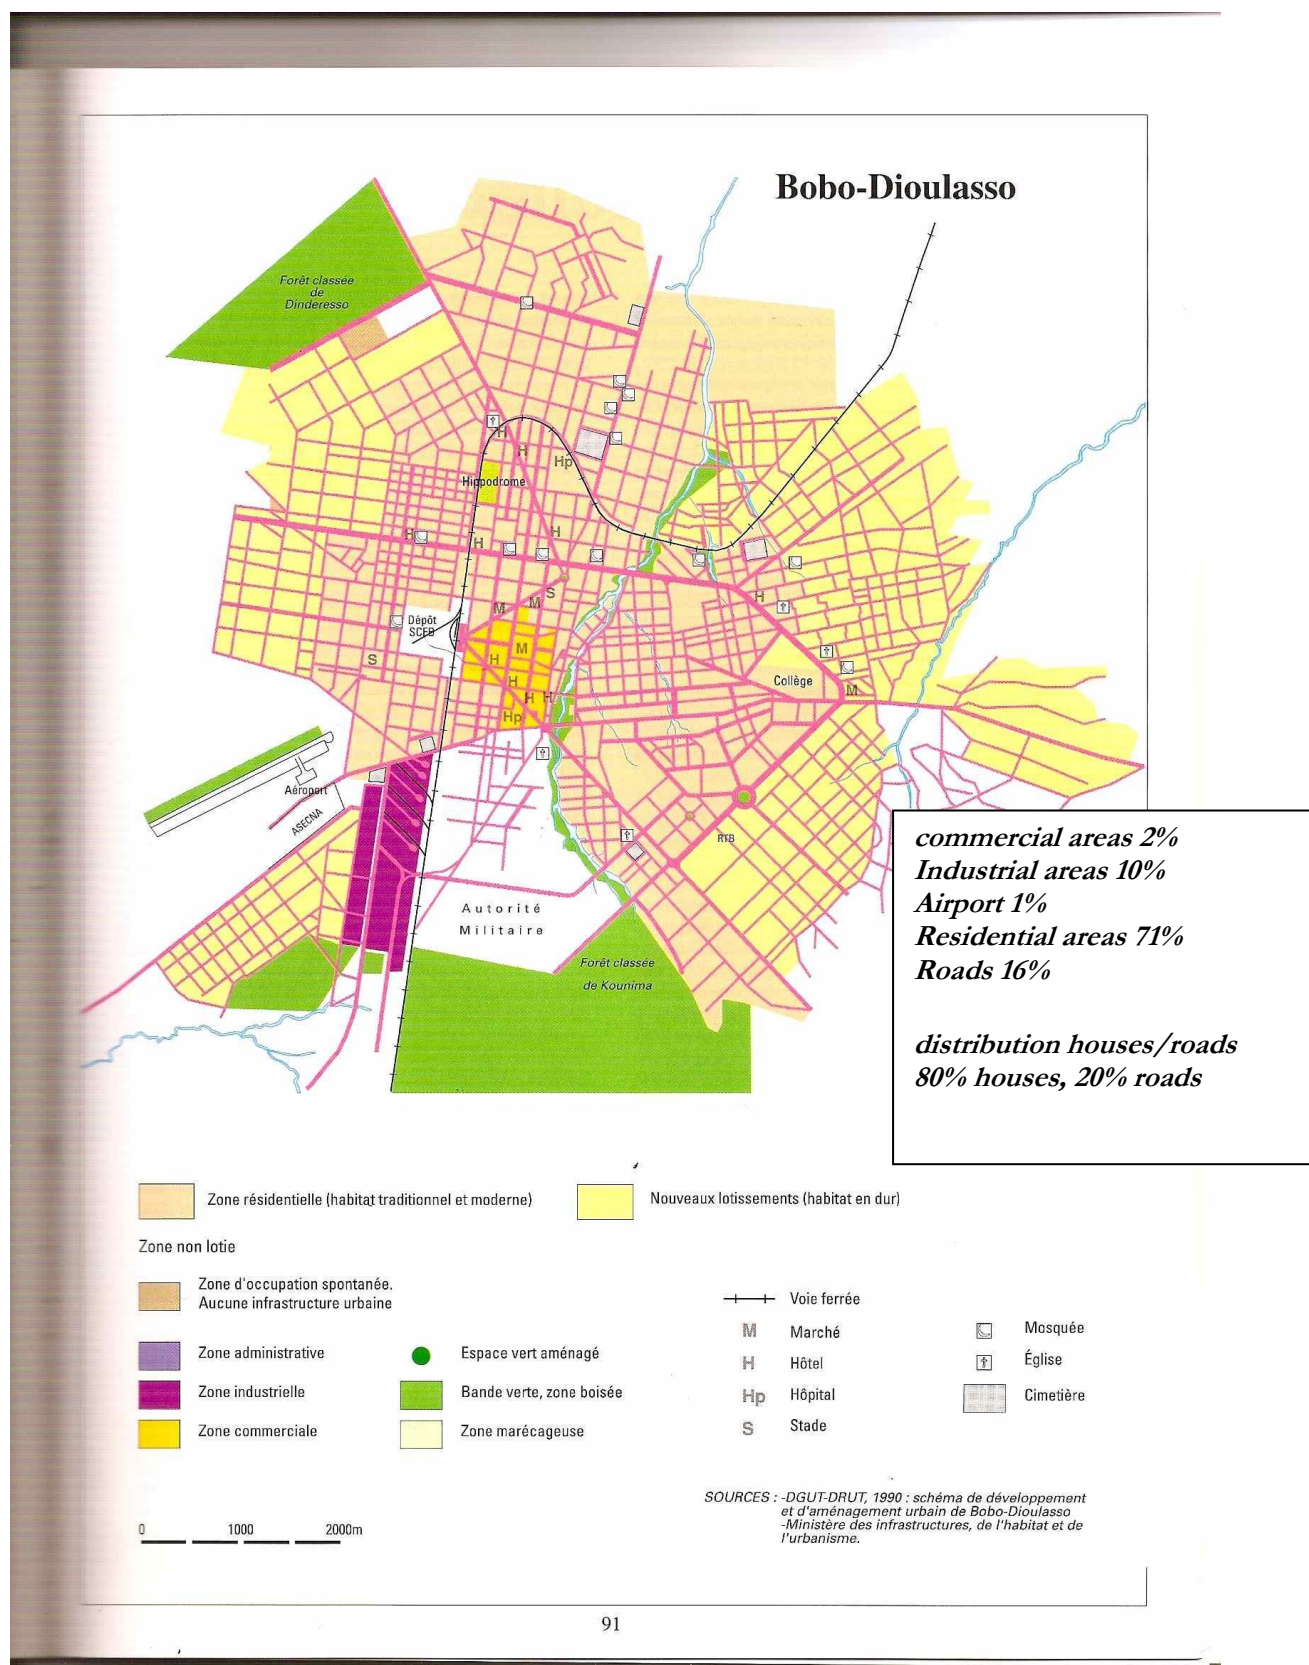 Bobo-Dioulasso
Forêt classée
de
Dinderesso
H
H
Hp
Hippodrome
H
H
H
S
M
M
Dépôt
SCFB
S
M
H
H
H
H
Hp
H
Collège
M
Aéroport
ASECNA
RTB
Autorité
Militaire
Forêt classée
de Kounima
commercial areas 2%
Industrial areas 10%
Airport 1%
Residential areas 71%
Roads 16%
distribution houses/roads
80% houses, 20% roads
Zone résidentielle (habitat traditionnel et moderne)
Nouveaux lotissements (habitat en dur)
Zone non lotie
Zone d'occupation spontanée.
Aucune infrastructure urbaine
Zone administrative
Zone industrielle
Zone commerciale
Espace vert aménagé
Bande verte, zone boisée
Zone marécageuse
Voie ferrée
M Marché
H Hôtel
Hp Hôpital
S Stade
Mosquée
Église
Cimetière
0 1000 2000m
SOURCES : -DGUT-DRUT, 1990 : schéma de développement
et d'aménagement urbain de Bobo-Dioulasso
-Ministère des infrastructures, de l'habitat et de
l'urbanisme.
91